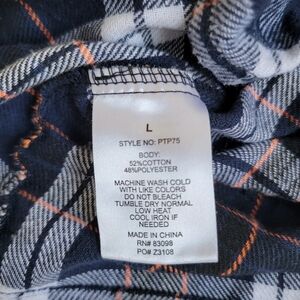 L
STYLE NO: PTP75
BODY:
52%COTTON
48%POLYESTER
MACHINE WASH COLD
WITH LIKE COLORS
DO NOT BLEACH
TUMBLE DRY NORMAL
LOW HEAT
COOL IRON IF
NEEDED
MADE IN CHINA
RN# 83098
PO# Z3108